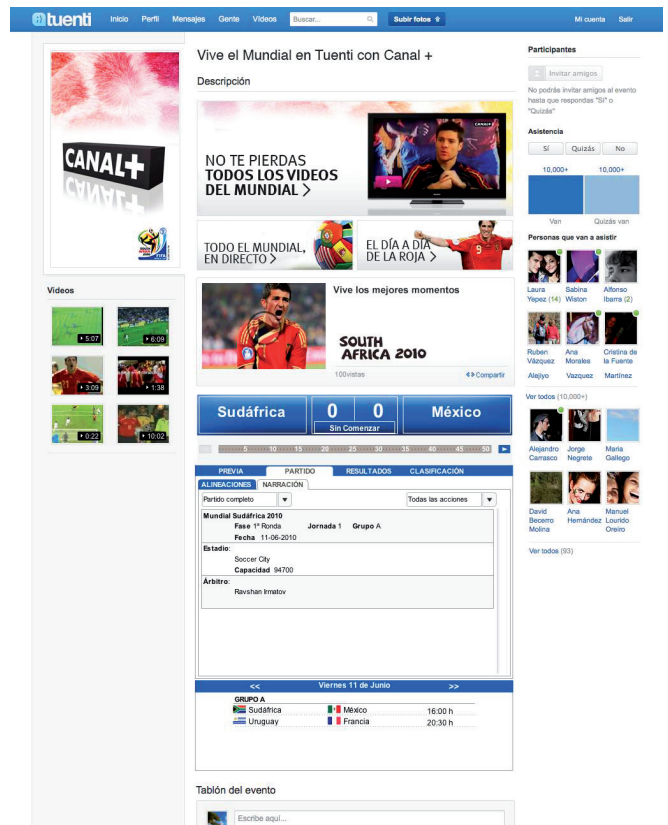 tuenti Inicio Perfil Mensajes Gente Vídeos Buscar... Subir fotos Mi cuenta Salir
CANAL+
SOUTH AFRICA 2010
FIFA
Videos
5:07
6:09
3:09
1:38
0:22
10:02
Vive el Mundial en Tuenti con Canal +
Descripción
NO TE PIERDAS
TODOS LOS VIDEOS
DEL MUNDIAL >
CANAL+
TODO EL MUNDIAL,
EN DIRECTO >
EL DÍA A DÍA
DE LA ROJA >
Vive los mejores momentos
SOUTH
AFRICA 2010
100vistas
Compartir
Sudáfrica 0 0 México
Sin Comenzar
5 10 15 20 25 30 35 40 45 50
PREVIA PARTIDO RESULTADOS CLASIFICACIÓN
ALINEACIONES NARRACIÓN
Partido completo Todas las acciones
Mundial Sudáfrica 2010
Fase 1ª Ronda Jornada 1 Grupo A
Fecha 11-06-2010
Estadio:
Soccer City
Capacidad 94700
Árbitro:
Ravshan Irmatov
<< Viernes 11 de Junio >>
GRUPO A
Sudáfrica México 16:00 h
Uruguay Francia 20:30 h
Tablón del evento
Escribe aquí...
Participantes
Invitar amigos
No podrás invitar amigos al evento
hasta que respondas "Sí" o
"Quizás"
Asistencia
Sí Quizás No
10,000+ 10,000+
Van Quizás van
Personas que van a asistir
Laura Sabina Alfonso
Yepez (14) Wiston Ibarra (2)
Ruben Ana Cristina de
Vázquez Morales la Fuente
Alejiyo Vazquez Martínez
Ver todos (10,000+)
Alejandro Jorge Maria
Carrasco Negrete Gallego
David Ana Manuel
Becerro Hernández Lourido
Molina Oreiro
Ver todos (93)